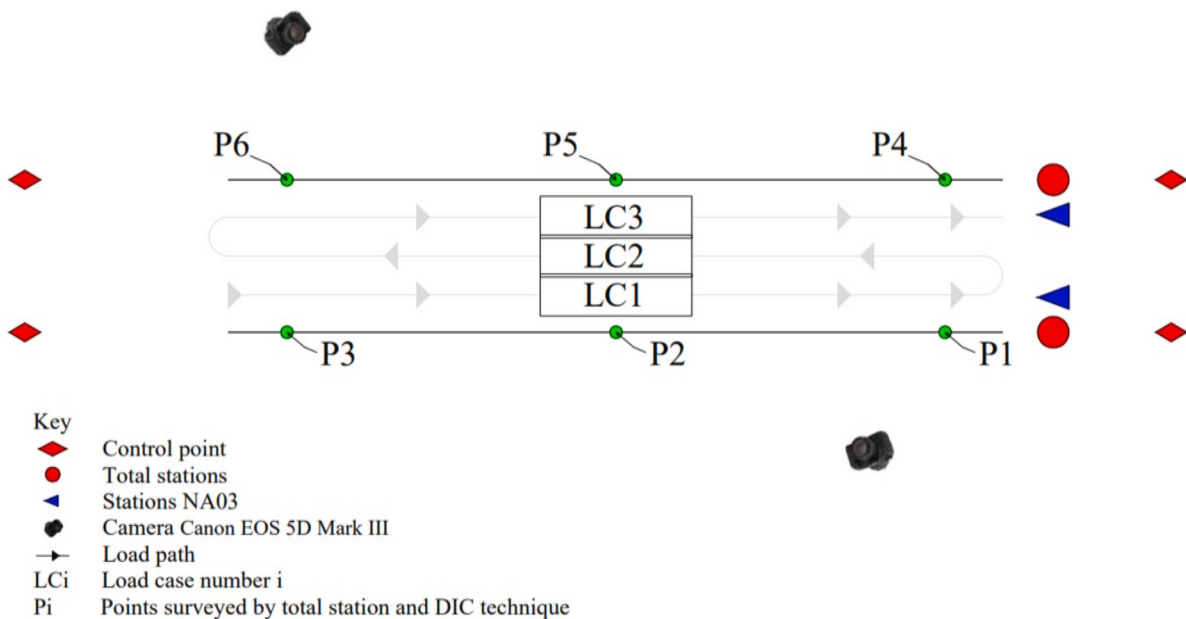 P6 P5 P4
LC3
LC2
LC1
P3 P2 P1
Key
Control point
Total stations
Stations NA03
Camera Canon EOS 5D Mark III
Load path
LCi Load case number i
Pi Points surveyed by total station and DIC technique